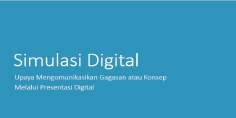 Simulasi Digital
Upaya Mengomunikasikan Gagasan atau Konsep
Melalui Presentasi Digital